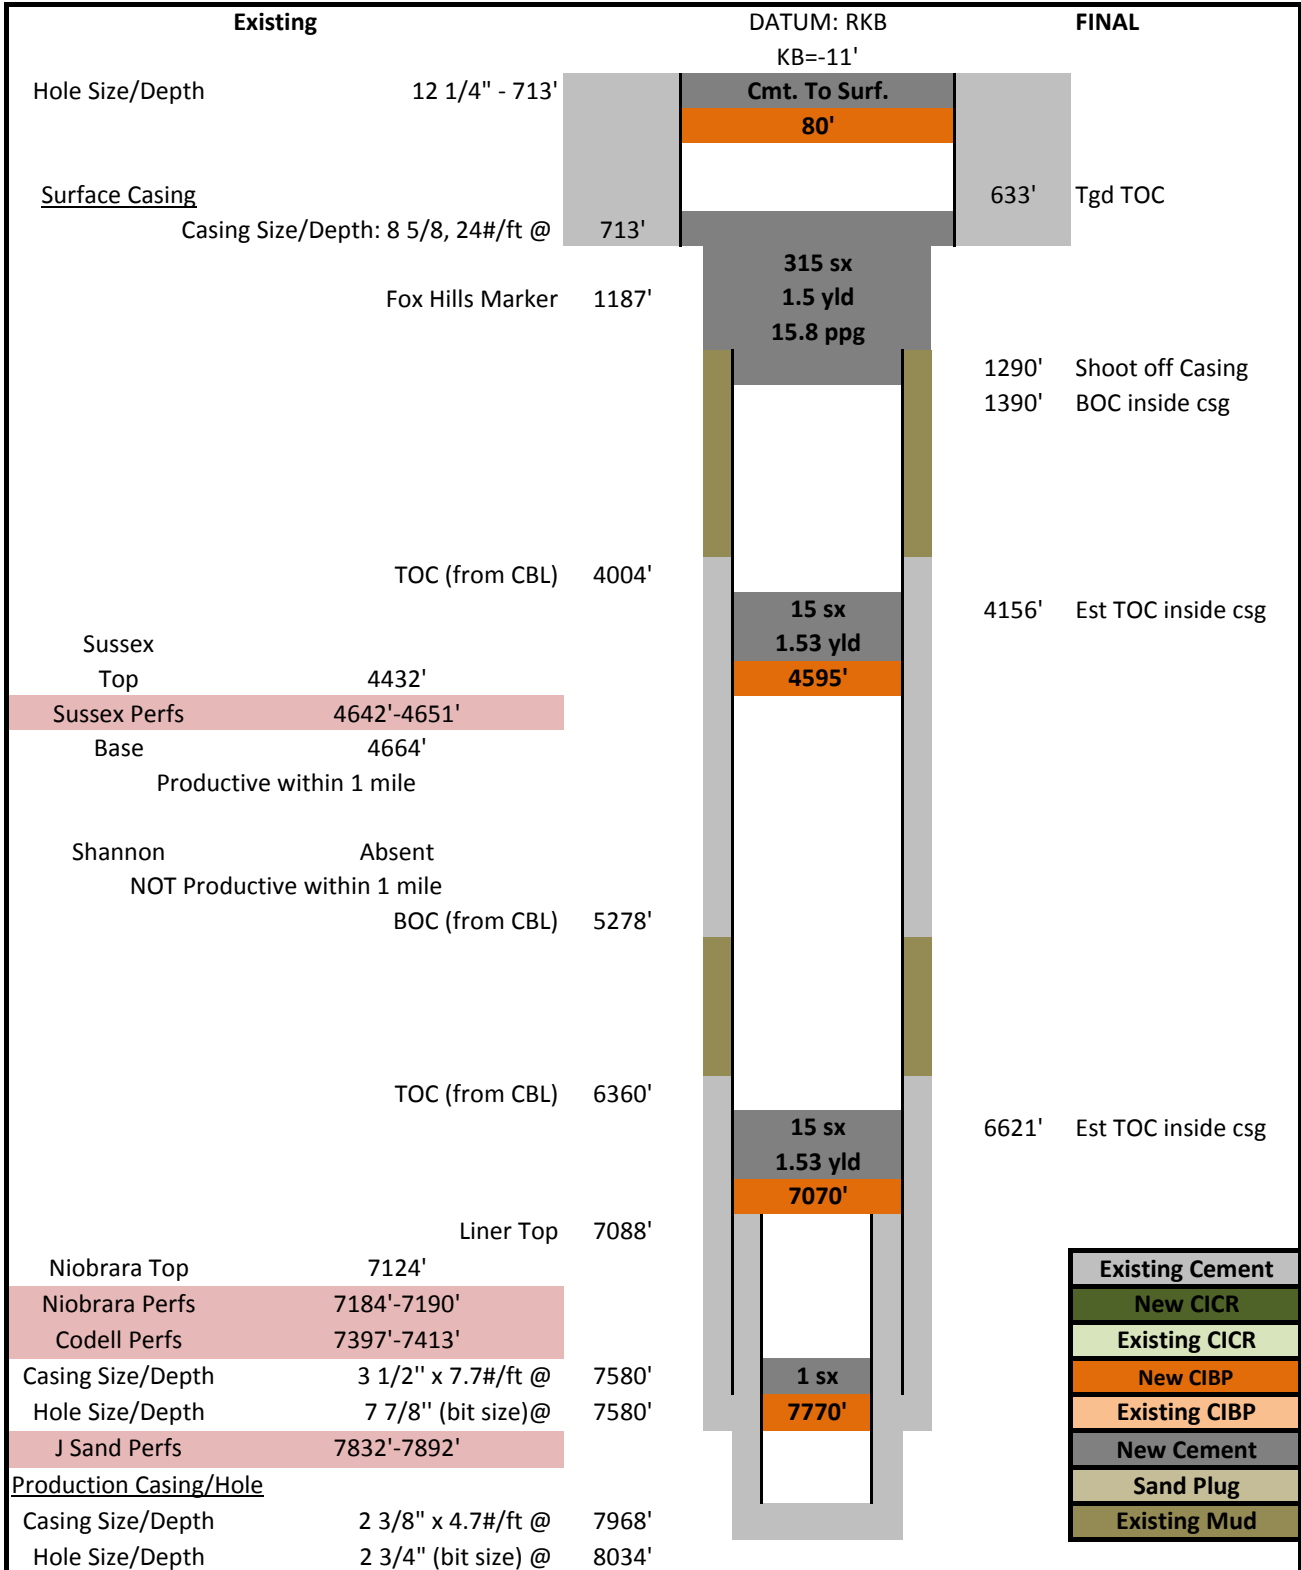 Existing DATUM: RKB FINAL
KB=-11'
Hole Size/Depth 12 1/4" - 713' Cmt. To Surf.
80'
Surface Casing 633' Tgd TOC
Casing Size/Depth: 8 5/8, 24#/ft @ 713'
315 sx
Fox Hills Marker 1187' 1.5 yld
15.8 ppg
1290' Shoot off Casing
1390' BOC inside csg
TOC (from CBL) 4004'
15 sx 4156' Est TOC inside csg
Sussex 1.53 yld
Top 4432' 4595'
Sussex Perfs 4642'-4651'
Base 4664'
Productive within 1 mile
Shannon Absent
NOT Productive within 1 mile
BOC (from CBL) 5278'
TOC (from CBL) 6360'
15 sx 6621' Est TOC inside csg
1.53 yld
7070'
Liner Top 7088'
Niobrara Top 7124' Existing Cement
Niobrara Perfs 7184'-7190' New CICR
Codell Perfs 7397'-7413' Existing CICR
Casing Size/Depth 3 1/2'' x 7.7#/ft @ 7580' 1 sx New CIBP
Hole Size/Depth 7 7/8'' (bit size)@ 7580' 7770' Existing CIBP
J Sand Perfs 7832'-7892' New Cement
Production Casing/Hole Sand Plug
Casing Size/Depth 2 3/8" x 4.7#/ft @ 7968' Existing Mud
Hole Size/Depth 2 3/4" (bit size) @ 8034'